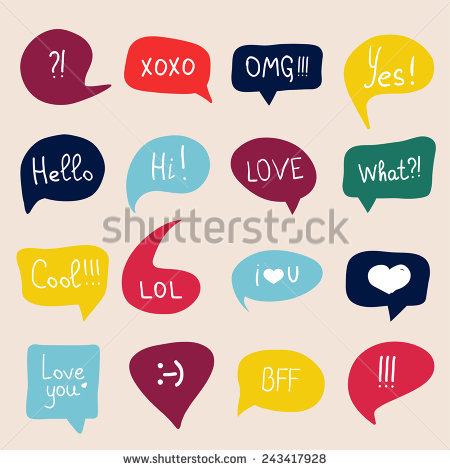 ?!
XOXO
OMG!!!
Yes!
Hello
Hi!
LOVE
What?!
shutterstock
Cool!!!
LOL
i ♥ U
Love
you
:-)
BFF
!!!
www.shutterstock.com · 243417928